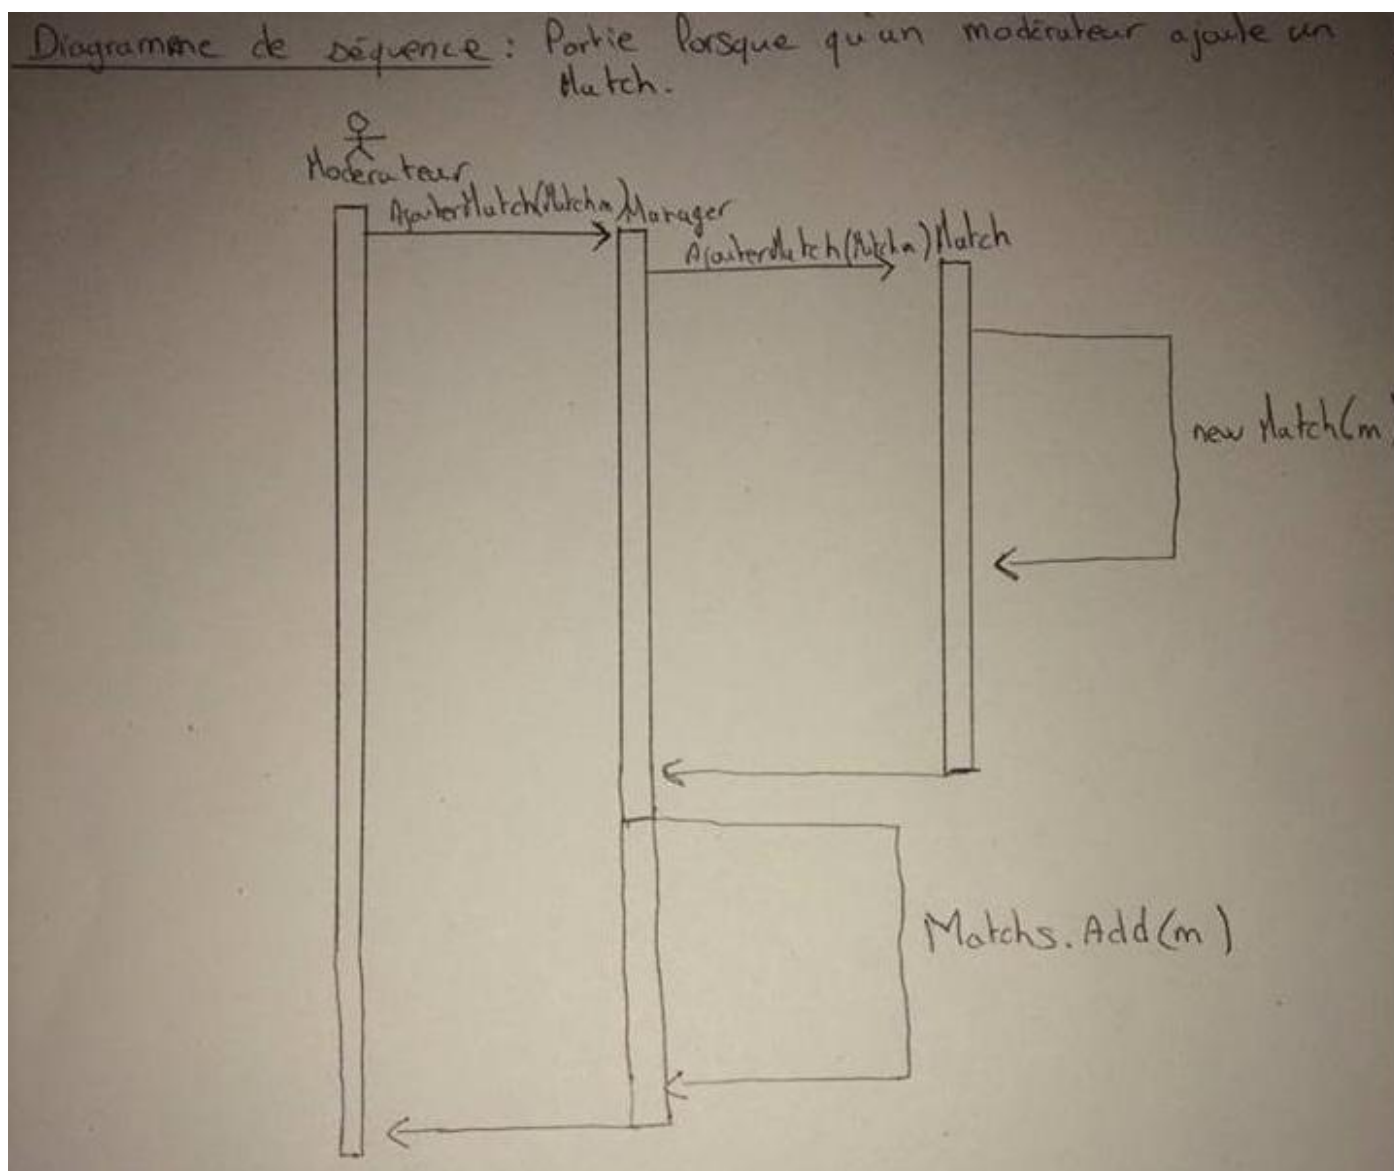 Diagramme de séquence : Partie lorsque qu'un modérateur ajoute un
Match.
Modérateur
AjouterMatch(Match m) Manager
AjouterMatch(Match m) Match
new Match(m)
Matchs.Add(m)